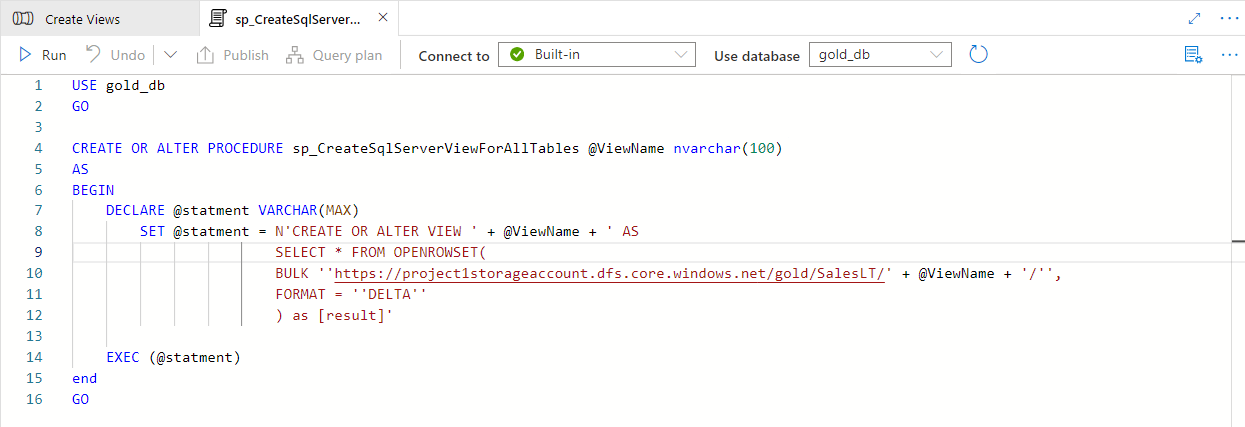 Create Views
sp_CreateSqlServer...
Run Undo Publish Query plan Connect to Built-in Use database gold_db
1 USE gold_db
2 GO
3
4 CREATE OR ALTER PROCEDURE sp_CreateSqlServerViewForAllTables @ViewName nvarchar(100)
5 AS
6 BEGIN
7 DECLARE @statment VARCHAR(MAX)
8 SET @statment = N'CREATE OR ALTER VIEW ' + @ViewName + ' AS
9 SELECT * FROM OPENROWSET(
10 BULK ''https://project1storageaccount.dfs.core.windows.net/gold/SalesLT/' + @ViewName + '/'',
11 FORMAT = ''DELTA''
12 ) as [result]'
13
14 EXEC (@statment)
15 end
16 GO